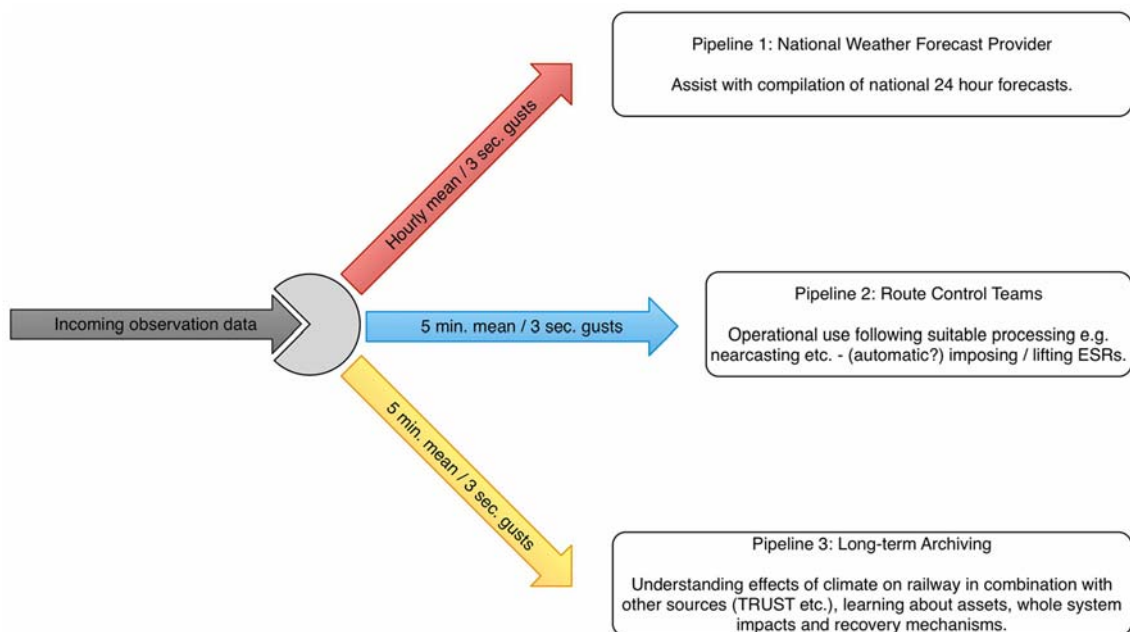 Pipeline 1: National Weather Forecast Provider
Assist with compilation of national 24 hour forecasts.
Hourly mean / 3 sec. gusts
Incoming observation data
5 min. mean / 3 sec. gusts
Pipeline 2: Route Control Teams
Operational use following suitable processing e.g.
nearcasting etc. - (automatic?) imposing / lifting ESRs.
5 min. mean / 3 sec. gusts
Pipeline 3: Long-term Archiving
Understanding effects of climate on railway in combination with
other sources (TRUST etc.), learning about assets, whole system
impacts and recovery mechanisms.